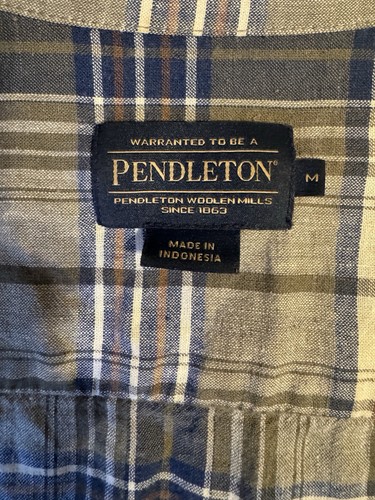 WARRANTED TO BE A
PENDLETON®
M
PENDLETON WOOLEN MILLS
SINCE 1863
MADE IN
INDONESIA